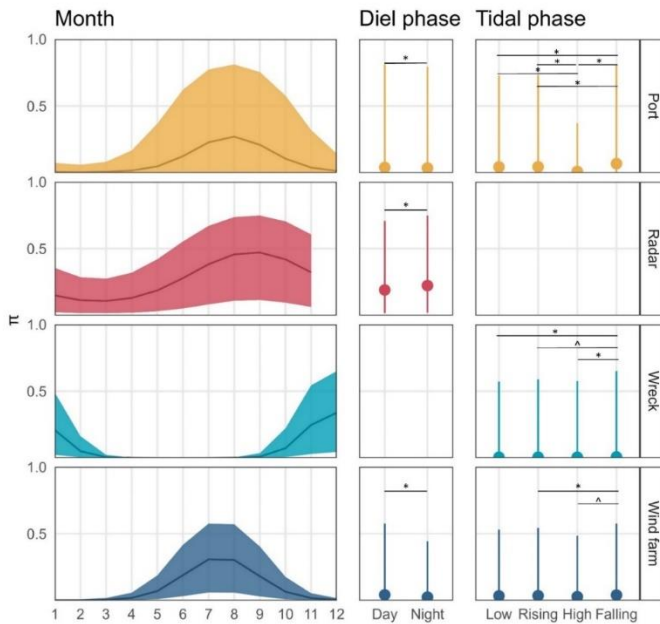 Month Diel phase Tidal phase
1.0
0.5
Port
* * * * * *
1.0
0.5
Radar
*
π
1.0
0.5
Wreck
* ^ *
1.0
0.5
Wind farm
* * ^
1 2 3 4 5 6 7 8 9 10 11 12 Day Night Low Rising High Falling